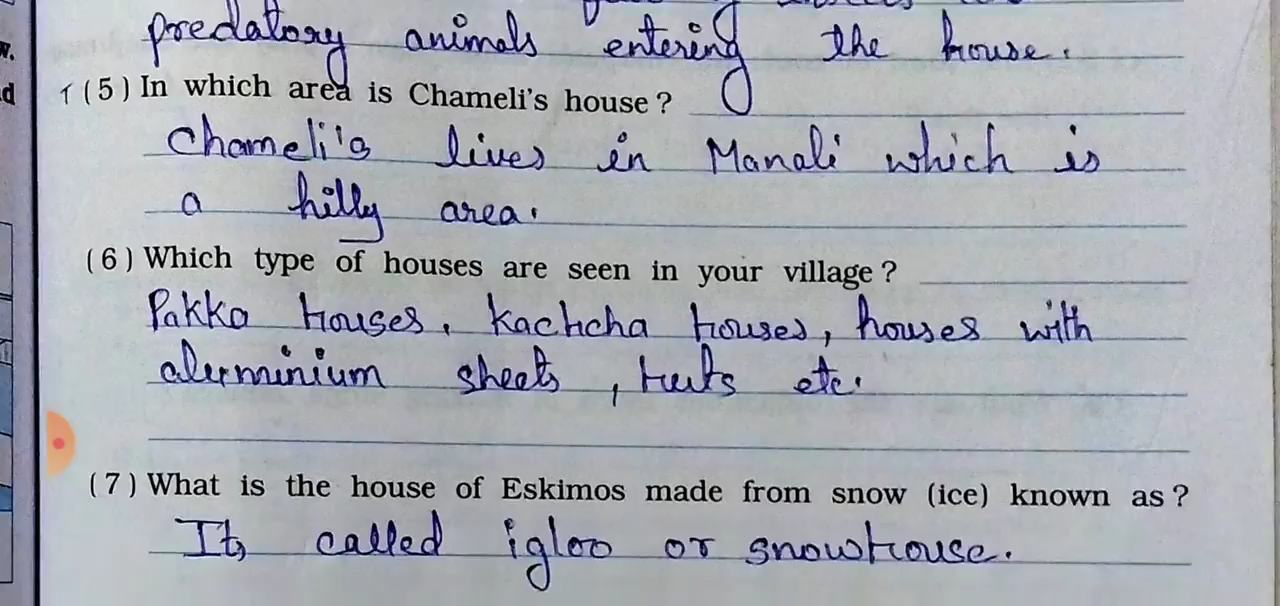 predatory animals entering the house.
(5) In which area is Chameli's house?
Chameli's lives in Manali which is
a hilly area.
(6) Which type of houses are seen in your village?
Pakka houses, kachcha houses, houses with
aluminium sheets, huts etc.
(7) What is the house of Eskimos made from snow (ice) known as?
Its called igloo or snowhouse.